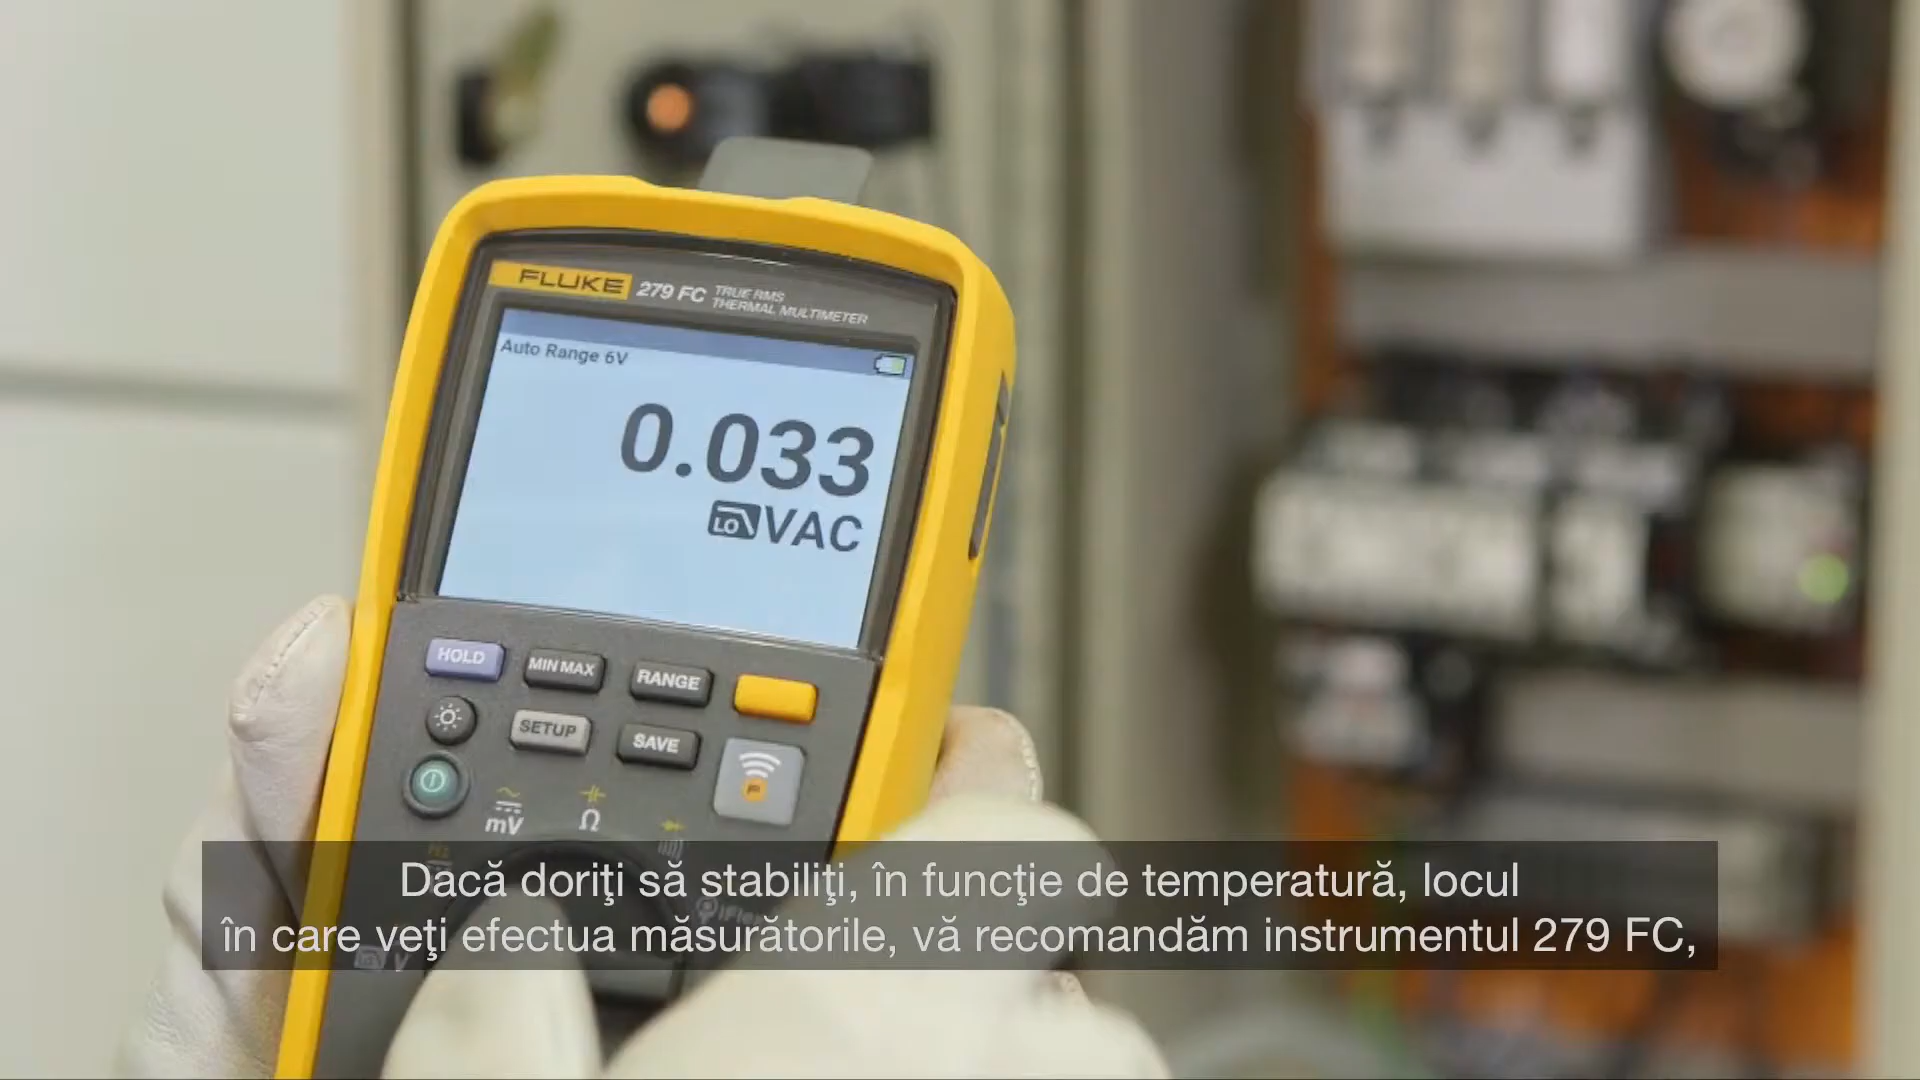 FLUKE 279 FC TRUE RMS
THERMAL MULTIMETER
Auto Range 6V
0.033
LO VAC
HOLD
MIN MAX
RANGE
SETUP
SAVE
mV
Ω
Dacă doriţi să stabiliţi, în funcţie de temperatură, locul
în care veţi efectua măsurătorile, vă recomandăm instrumentul 279 FC,